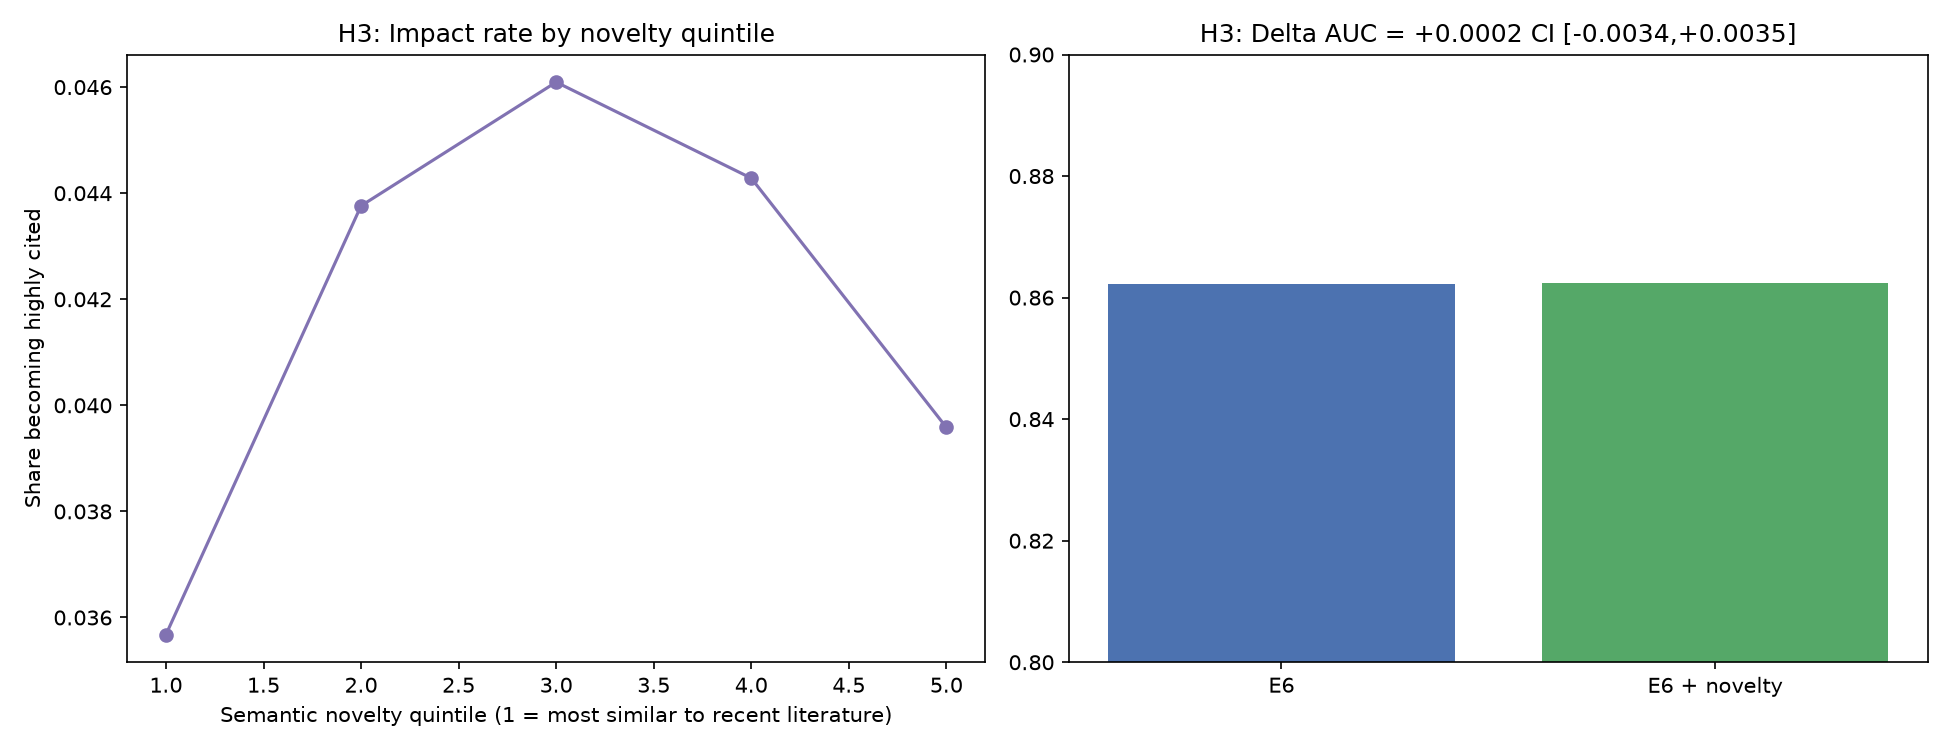 H3: Impact rate by novelty quintile
Share becoming highly cited
0.046
0.044
0.042
0.040
0.038
0.036
1.0 1.5 2.0 2.5 3.0 3.5 4.0 4.5 5.0
Semantic novelty quintile (1 = most similar to recent literature)
H3: Delta AUC = +0.0002 CI [-0.0034,+0.0035]
0.90
0.88
0.86
0.84
0.82
0.80
E6 E6 + novelty